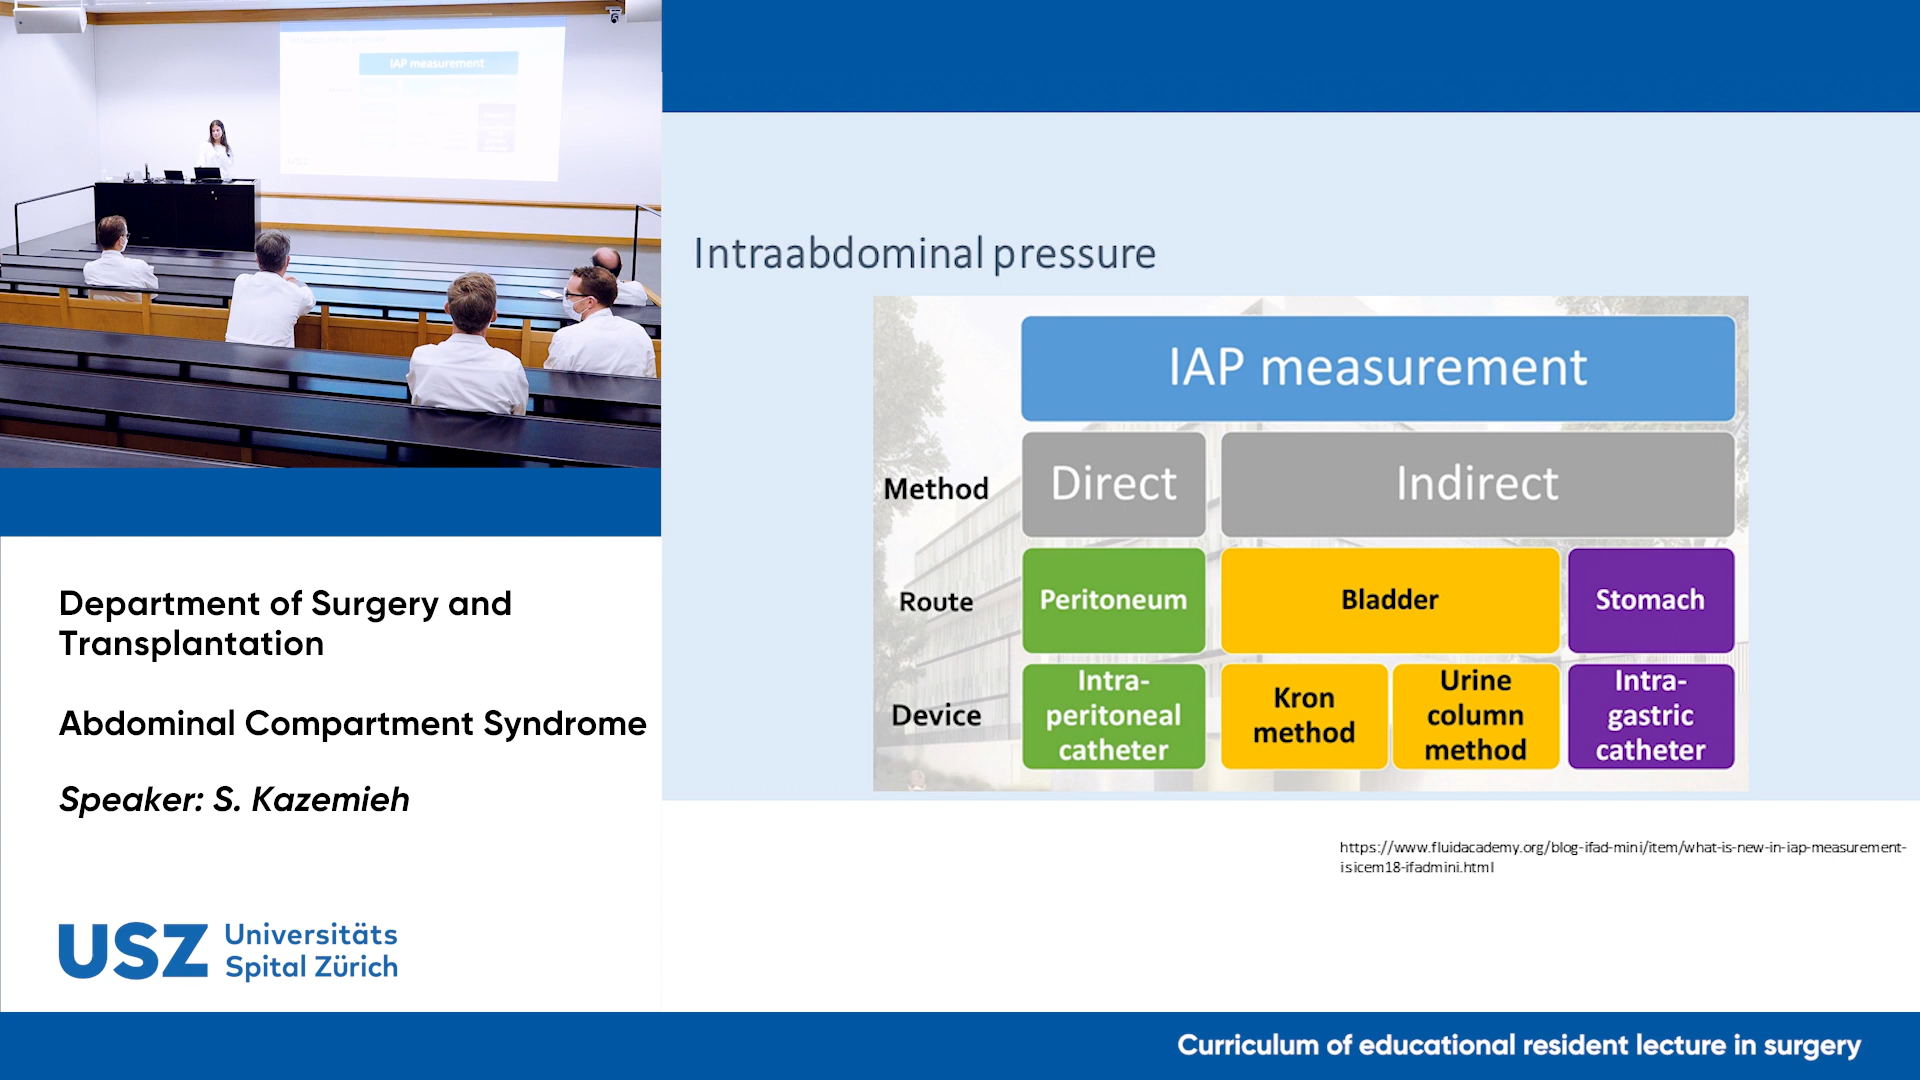 IAP measurement
Department of Surgery and
Transplantation
Abdominal Compartment Syndrome
Speaker: S. Kazemieh
USZ Universitäts
Spital Zürich
Intraabdominal pressure
IAP measurement
Method Direct Indirect
Route Peritoneum Bladder Stomach
Device
Intra-
peritoneal
catheter
Kron
method
Urine
column
method
Intra-
gastric
catheter
https://www.fluidacademy.org/blog-ifad-mini/item/what-is-new-in-iap-measurement-
isicem18-ifadmini.html
Curriculum of educational resident lecture in surgery